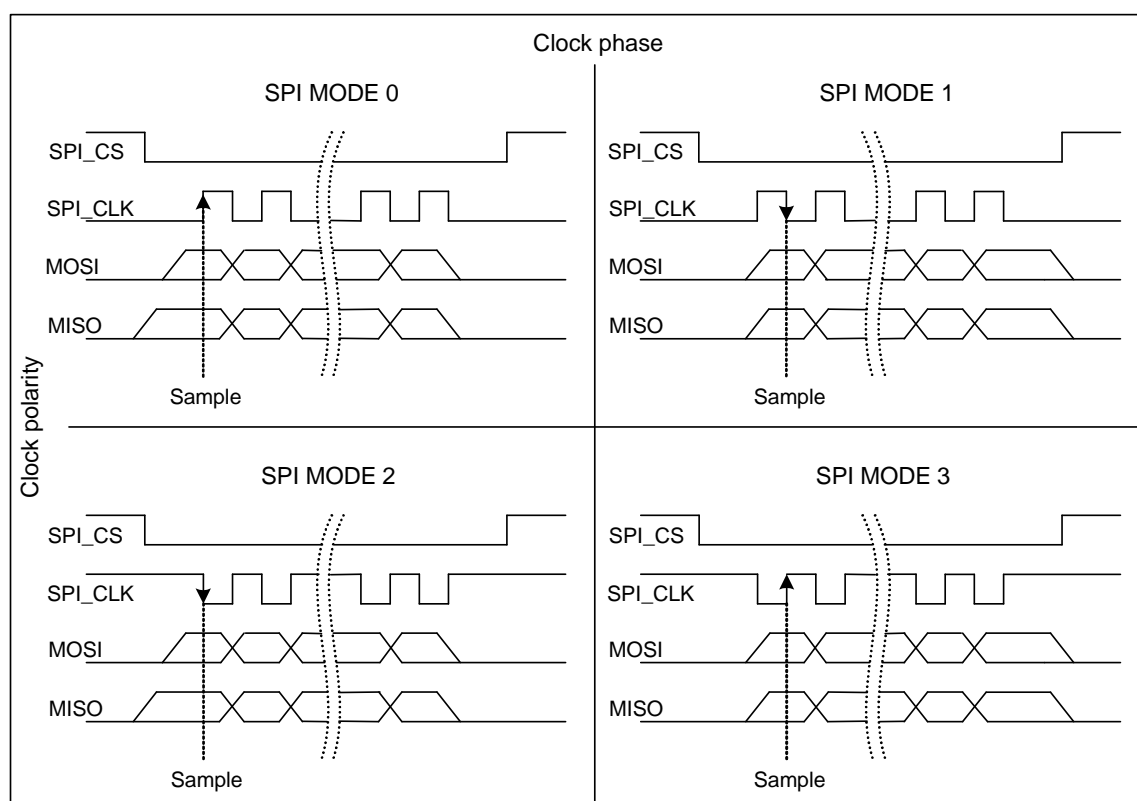 Clock phase
SPI MODE 0
SPI_CS
SPI_CLK
MOSI
MISO
Sample
SPI MODE 1
SPI_CS
SPI_CLK
MOSI
MISO
Sample
Clock polarity
SPI MODE 2
SPI_CS
SPI_CLK
MOSI
MISO
Sample
SPI MODE 3
SPI_CS
SPI_CLK
MOSI
MISO
Sample